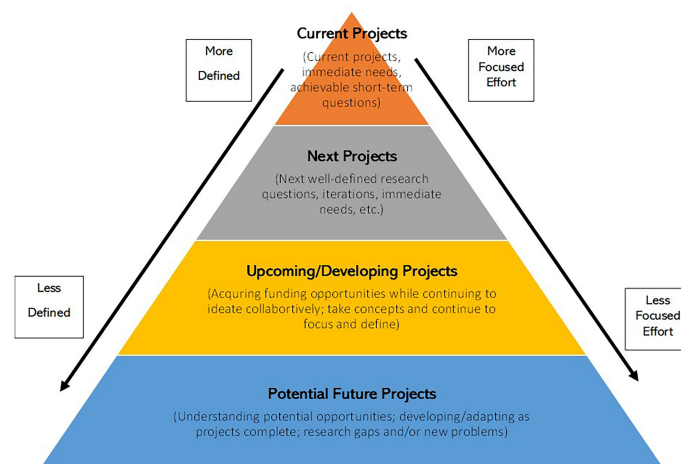 Current Projects
(Current projects,
immediate needs,
achievable short-term
questions)
More
Defined
More
Focused
Effort
Next Projects
(Next well-defined research
questions, iterations, immediate
needs, etc.)
Upcoming/Developing Projects
(Acquring funding opportunities while continuing to
ideate collabortively; take concepts and continue to
focus and define)
Less
Defined
Less
Focused
Effort
Potential Future Projects
(Understanding potential opportunities; developing/adapting as
projects complete; research gaps and/or new problems)